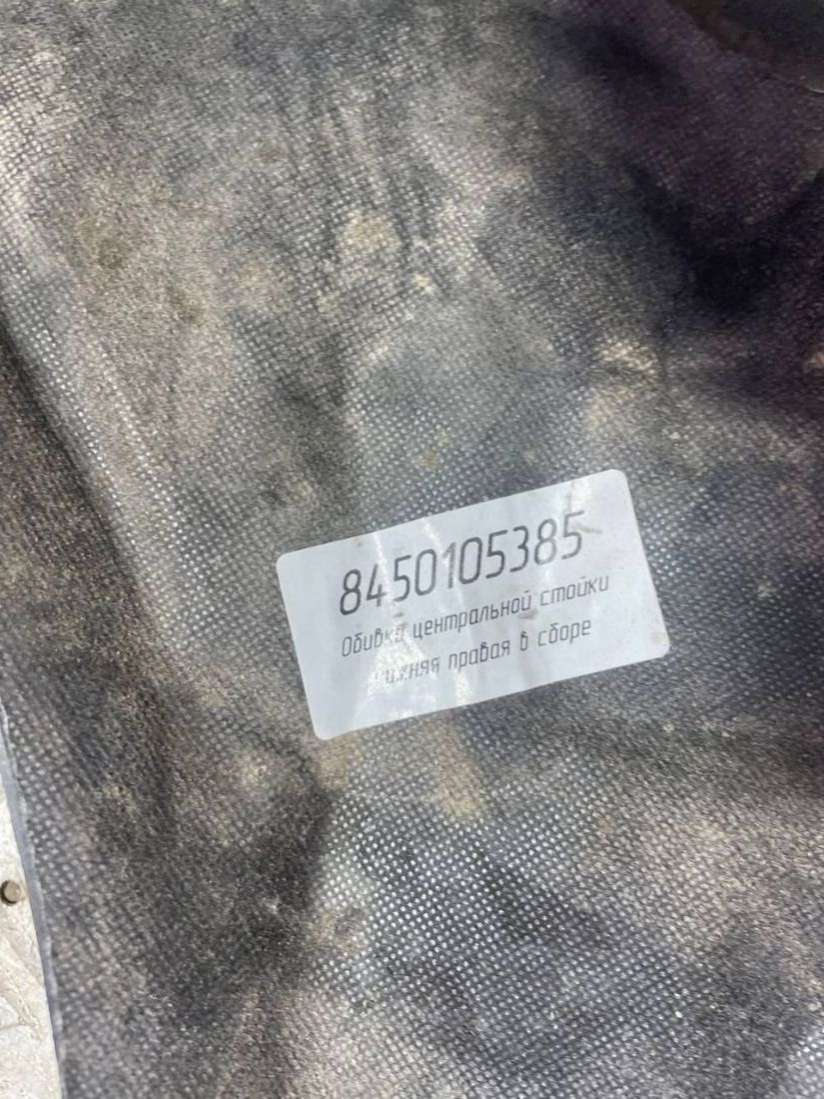 8450105385
Обивка центральной стойки
нижняя правая в сборе